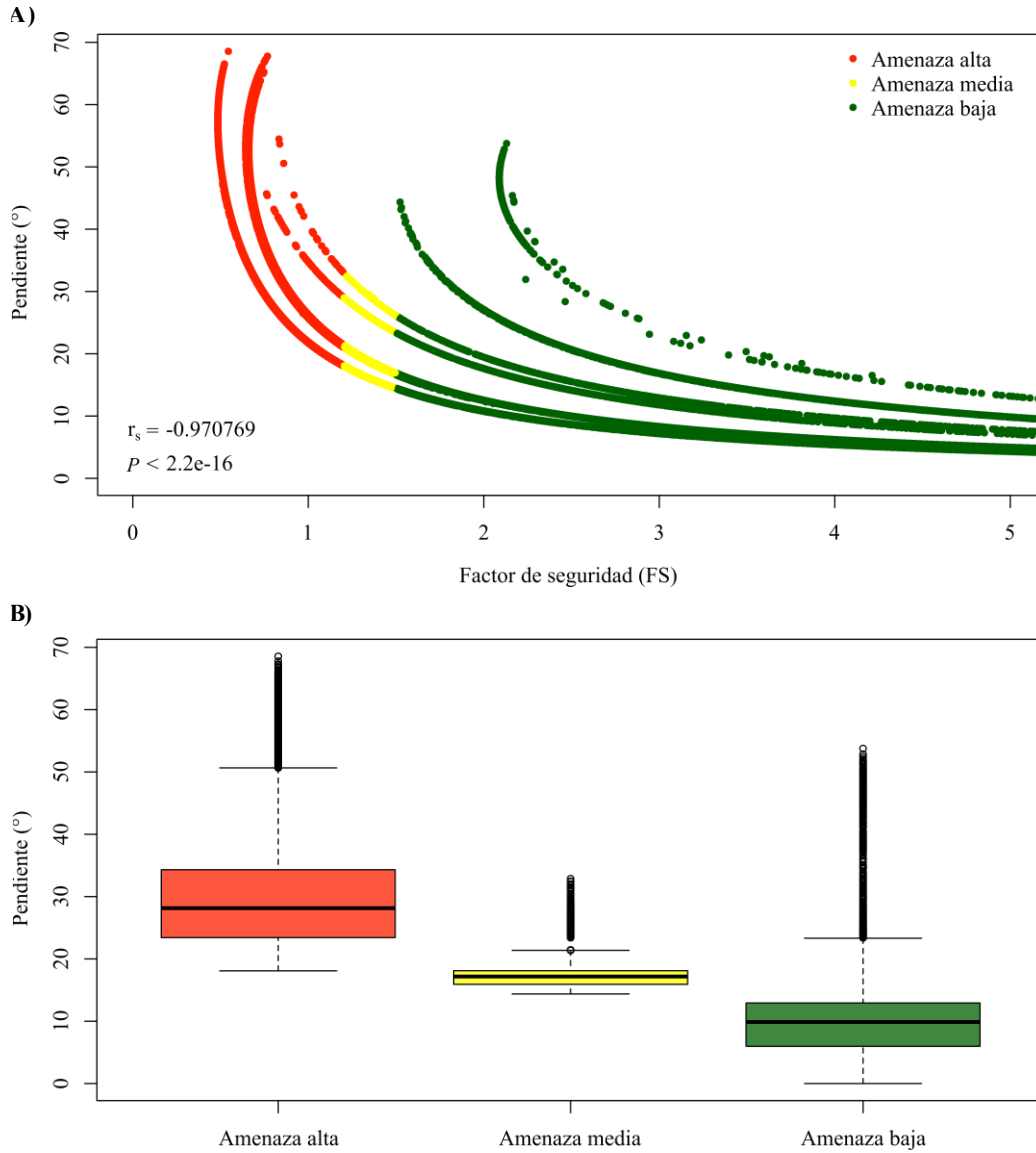 A)
70
60
50
40
30
20
10
0
Pendiente (°)
Amenaza alta
Amenaza media
Amenaza baja
rs = -0.970769
P < 2.2e-16
0 1 2 3 4 5
Factor de seguridad (FS)
B)
70
60
50
40
30
20
10
0
Pendiente (°)
Amenaza alta Amenaza media Amenaza baja